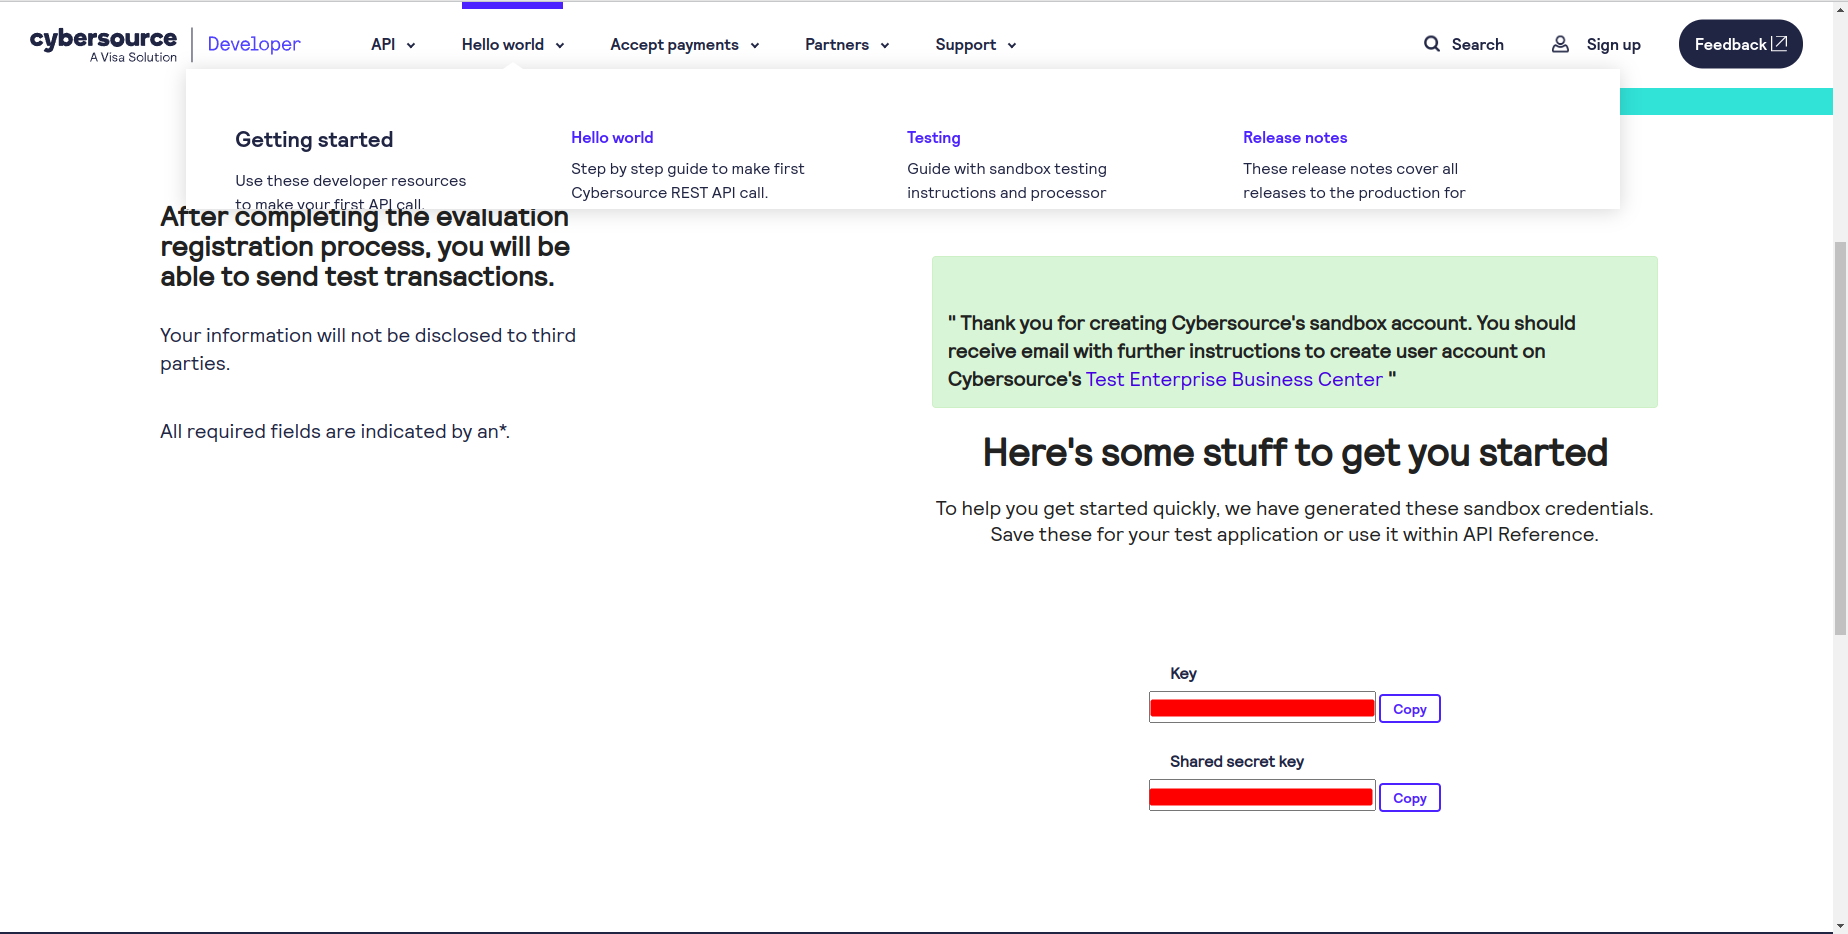 cybersource
A Visa Solution
Developer
API
Hello world
Accept payments
Partners
Support
Search
Sign up
Feedback
Getting started
Use these developer resources
to make your first API call.
Hello world
Step by step guide to make first
Cybersource REST API call.
Testing
Guide with sandbox testing
instructions and processor
Release notes
These release notes cover all
releases to the production for
After completing the evaluation
registration process, you will be
able to send test transactions.
Your information will not be disclosed to third
parties.
All required fields are indicated by an*.
" Thank you for creating Cybersource's sandbox account. You should
receive email with further instructions to create user account on
Cybersource's Test Enterprise Business Center "
Here's some stuff to get you started
To help you get started quickly, we have generated these sandbox credentials.
Save these for your test application or use it within API Reference.
Key
Copy
Shared secret key
Copy